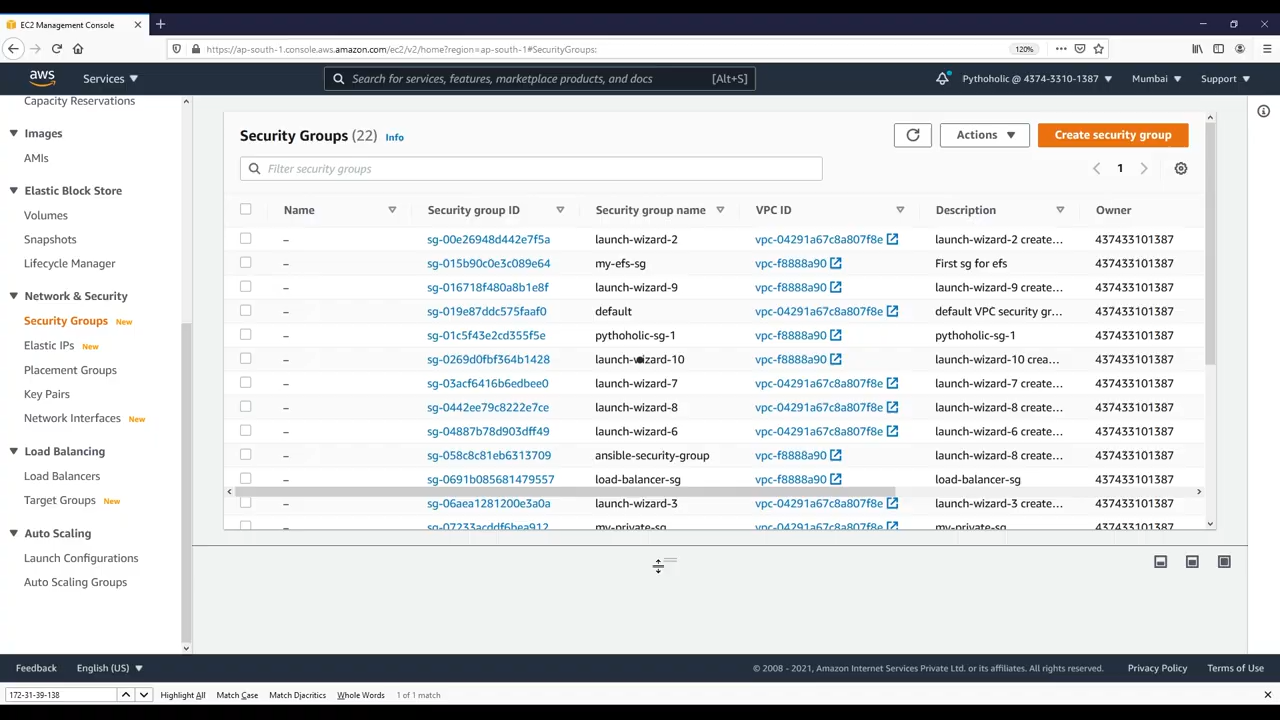 EC2 Management Console
https://ap-south-1.console.aws.amazon.com/ec2/v2/home?region=ap-south-1#SecurityGroups:
120%
aws
Services
Search for services, features, marketplace products, and docs
[Alt+S]
Pythoholic @ 4374-3310-1387
Mumbai
Support
Capacity Reservations
Images
AMIs
Elastic Block Store
Volumes
Snapshots
Lifecycle Manager
Network & Security
Security Groups New
Elastic IPs New
Placement Groups
Key Pairs
Network Interfaces New
Load Balancing
Load Balancers
Target Groups New
Auto Scaling
Launch Configurations
Auto Scaling Groups
Security Groups (22) Info
Actions
Create security group
Filter security groups
1
Name Security group ID Security group name VPC ID Description Owner
– sg-00e26948d442e7f5a launch-wizard-2 vpc-04291a67c8a807f8e launch-wizard-2 create… 437433101387
– sg-015b90c0e3c089e64 my-efs-sg vpc-f8888a90 First sg for efs 437433101387
– sg-016718f480a8b1e8f launch-wizard-9 vpc-f8888a90 launch-wizard-9 create… 437433101387
– sg-019e87ddc575faaf0 default vpc-04291a67c8a807f8e default VPC security gr… 437433101387
– sg-01c5f43e2cd355f5e pythoholic-sg-1 vpc-f8888a90 pythoholic-sg-1 437433101387
– sg-0269d0fbf364b1428 launch-wizard-10 vpc-f8888a90 launch-wizard-10 crea… 437433101387
– sg-03acf6416b6edbee0 launch-wizard-7 vpc-04291a67c8a807f8e launch-wizard-7 create… 437433101387
– sg-0442ee79c8222e7ce launch-wizard-8 vpc-04291a67c8a807f8e launch-wizard-8 create… 437433101387
– sg-04887b78d903dff49 launch-wizard-6 vpc-04291a67c8a807f8e launch-wizard-6 create… 437433101387
– sg-058c8c81eb6313709 ansible-security-group vpc-f8888a90 launch-wizard-8 create… 437433101387
– sg-0691b085681479557 load-balancer-sg vpc-f8888a90 load-balancer-sg 437433101387
– sg-06aea1281200e3a0a launch-wizard-3 vpc-04291a67c8a807f8e launch-wizard-3 create… 437433101387
– sg-07233acddf6bea912 my-private-sg vpc-04291a67c8a807f8e my-private-sg 437433101387
Feedback
English (US)
© 2008 - 2021, Amazon Internet Services Private Ltd. or its affiliates. All rights reserved.
Privacy Policy
Terms of Use
172-31-39-138
Highlight All
Match Case
Match Diacritics
Whole Words
1 of 1 match